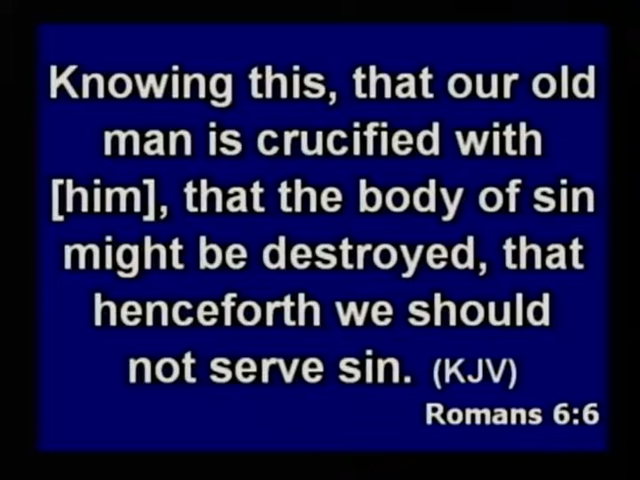 Knowing this, that our old
man is crucified with
[him], that the body of sin
might be destroyed, that
henceforth we should
not serve sin. (KJV)
Romans 6:6